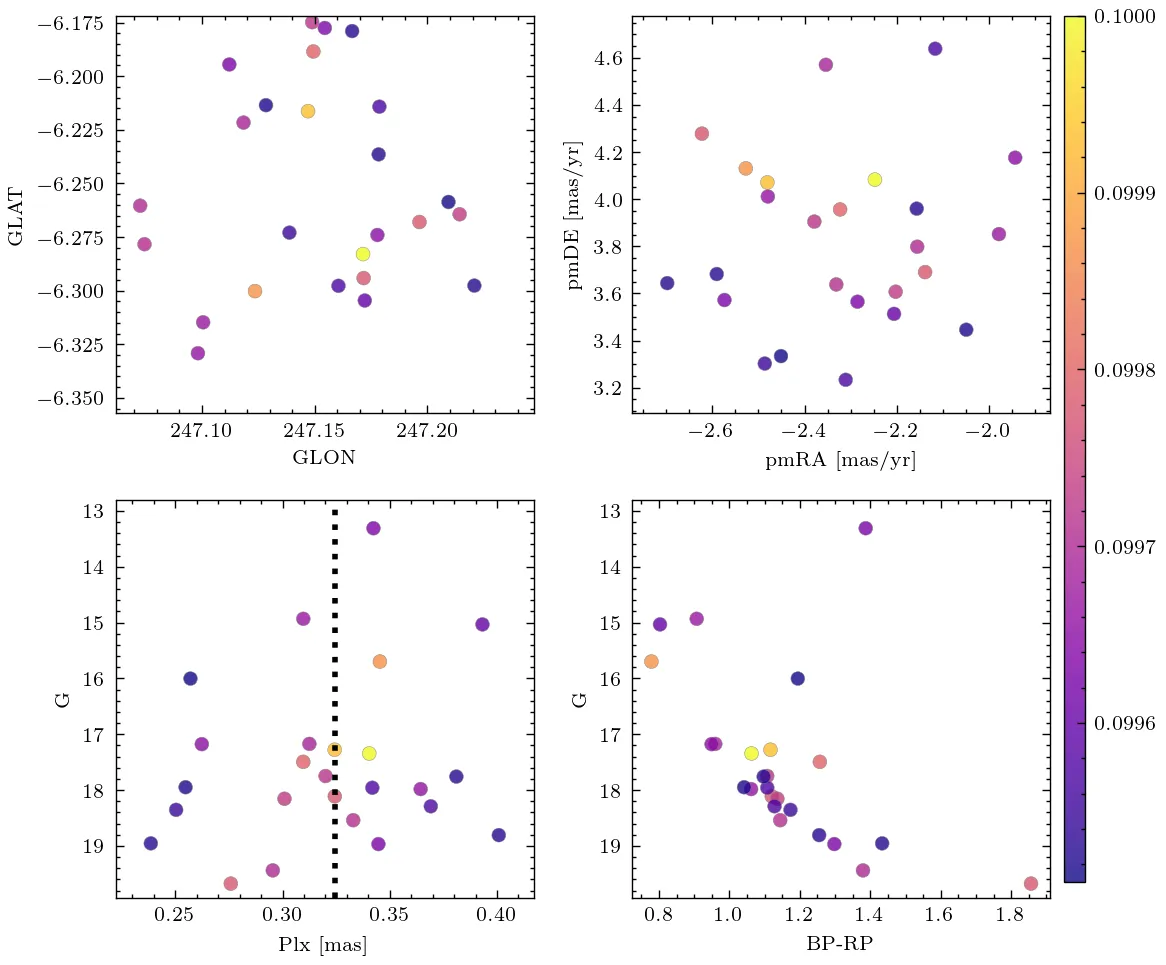 −6.175
−6.200
−6.225
−6.250
−6.275
−6.300
−6.325
−6.350
GLAT
247.10 247.15 247.20
GLON
4.6
4.4
4.2
4.0
3.8
3.6
3.4
3.2
pmDE [mas/yr]
−2.6 −2.4 −2.2 −2.0
pmRA [mas/yr]
0.1000
0.0999
0.0998
0.0997
0.0996
13
14
15
16
17
18
19
G
0.25 0.30 0.35 0.40
Plx [mas]
13
14
15
16
17
18
19
G
0.8 1.0 1.2 1.4 1.6 1.8
BP-RP